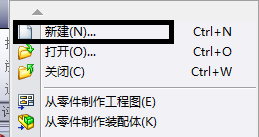 新建(N)... Ctrl+N
打开(O)... Ctrl+O
关闭(C) Ctrl+W
从零件制作工程图(E)
从零件制作装配体(K)